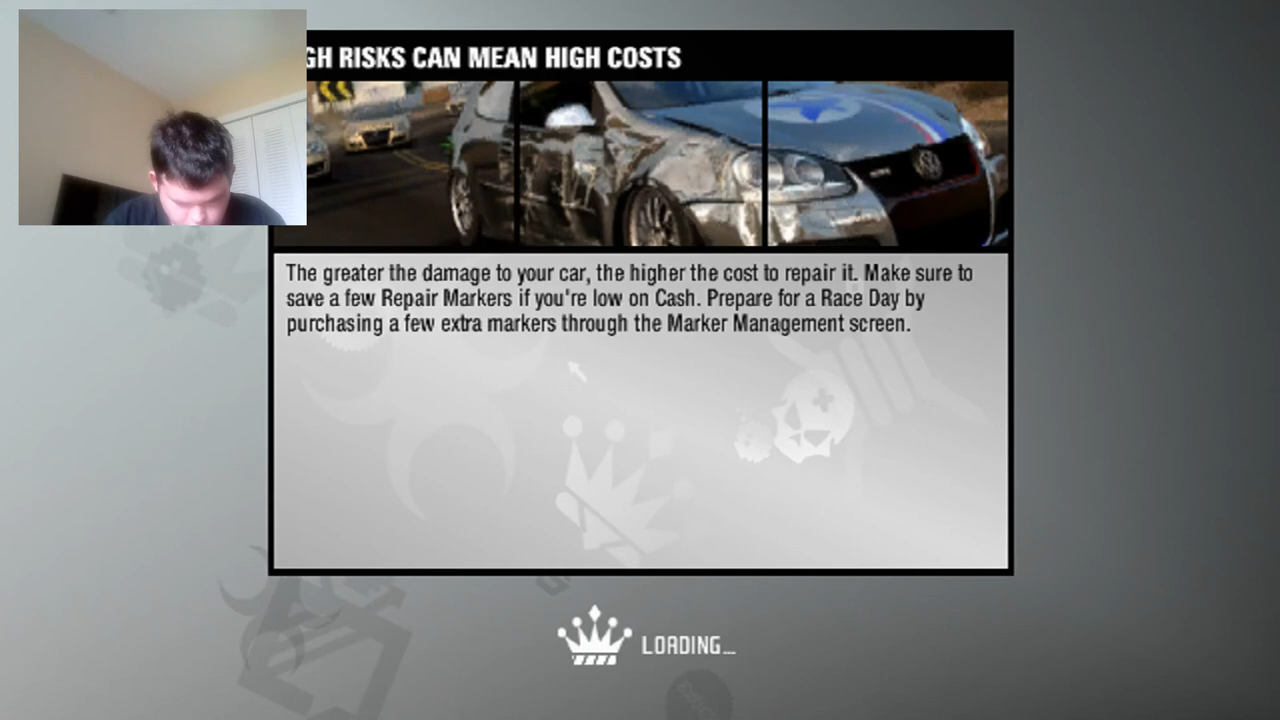 GH RISKS CAN MEAN HIGH COSTS
The greater the damage to your car, the higher the cost to repair it. Make sure to
save a few Repair Markers if you're low on Cash. Prepare for a Race Day by
purchasing a few extra markers through the Marker Management screen.
LOADING...